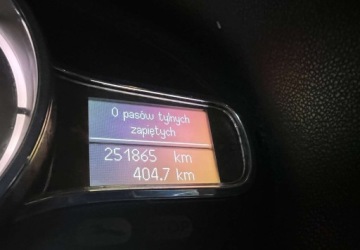 0 pasów tylnych
zapiętych
251865 km
404.7 km